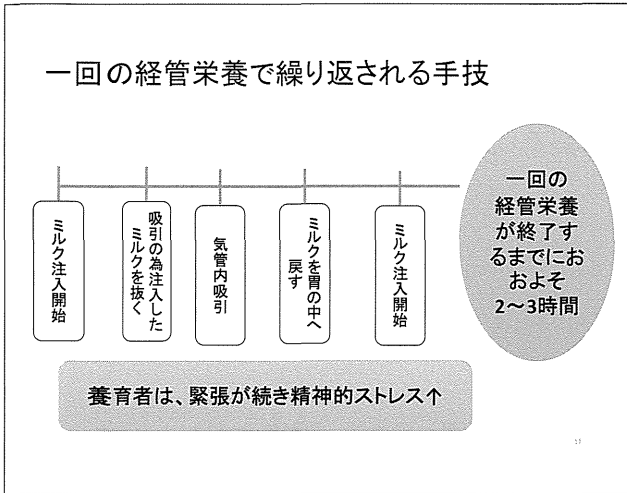 一回の経管栄養で繰り返される手技
ミルク注入開始
吸引の為注入した
ミルクを抜く
気管内吸引
ミルクを胃の中へ
戻す
ミルク注入開始
一回の
経管栄養
が終了す
るまでにお
およそ
2～3時間
養育者は、緊張が続き精神的ストレス↑